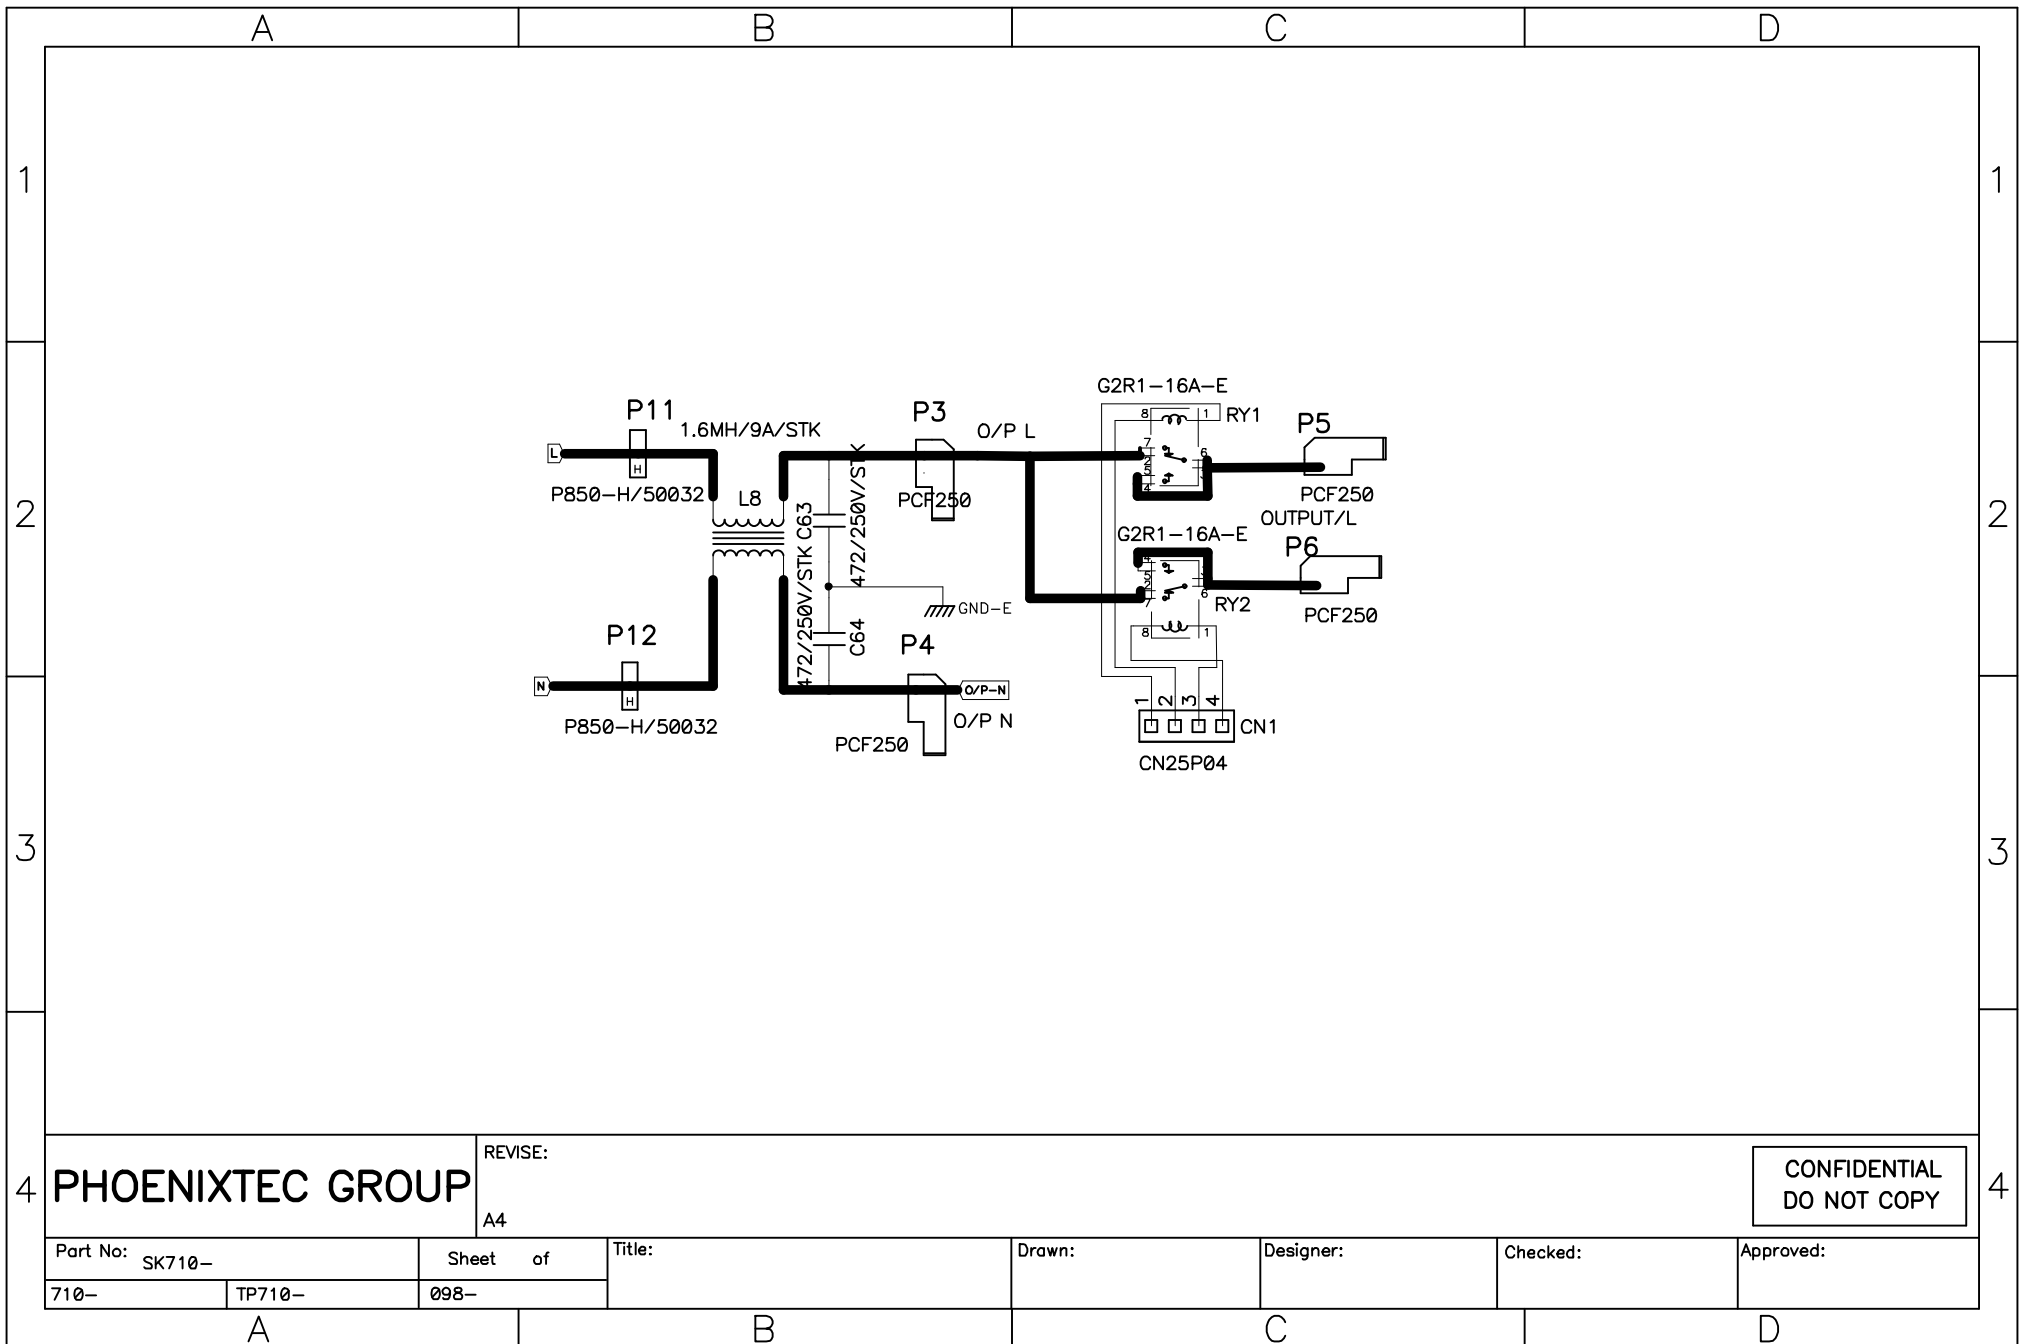 A B C D
1 1
G2R1-16A-E
P11 P3 P5
1.6MH/9A/STK O/P L 8 1 RY1
L H 7 6
P850-H/50032 L8 PCF250 4 PCF250
2 2
OUTPUT/L
C63 472/250V/STK
G2R1-16A-E
P6
472/250V/STK
GND-E 7 6 RY2 PCF250
P12 C64 P4 8 1
N H O/P-N
1 2 3 4
P850-H/50032 O/P N CN1
PCF250
CN25P04
3 3
PHOENIXTEC GROUP
REVISE:
A4
CONFIDENTIAL
DO NOT COPY
4 4
Part No: SK710- Sheet of Title: Drawn: Designer: Checked: Approved:
710- TP710- 098-
A B C D